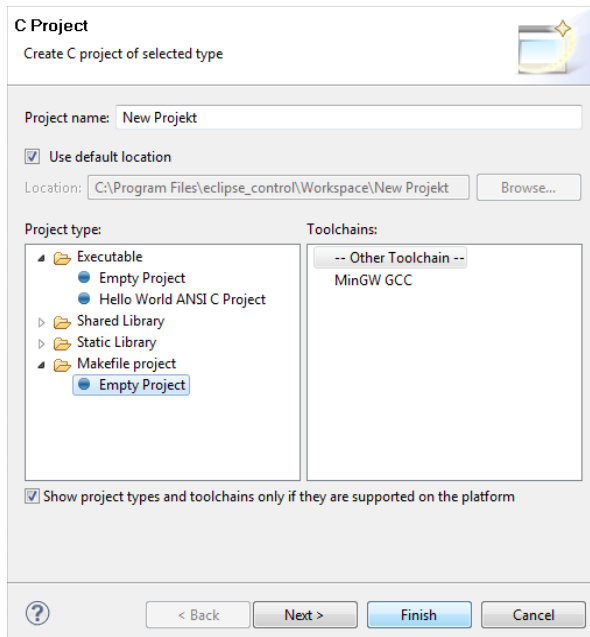 C Project
Create C project of selected type
Project name: New Projekt
Use default location
Location: C:\Program Files\eclipse_control\Workspace\New Projekt Browse...
Project type:
Executable
Empty Project
Hello World ANSI C Project
Shared Library
Static Library
Makefile project
Empty Project
Toolchains:
-- Other Toolchain --
MinGW GCC
Show project types and toolchains only if they are supported on the platform
? < Back Next > Finish Cancel